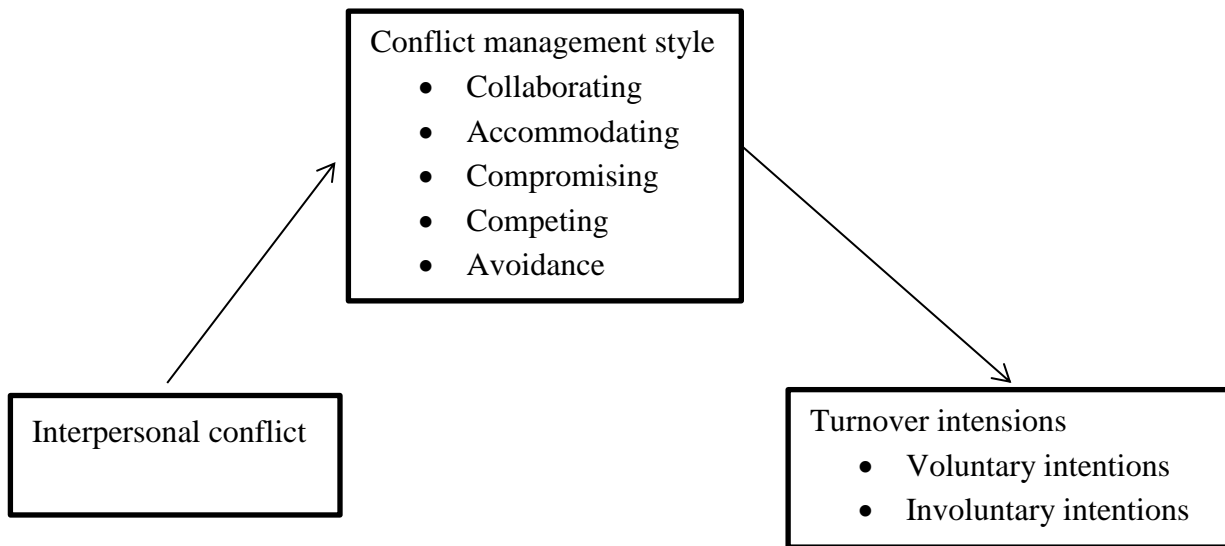 Conflict management style
• Collaborating
• Accommodating
• Compromising
• Competing
• Avoidance
Interpersonal conflict
Turnover intensions
• Voluntary intentions
• Involuntary intentions